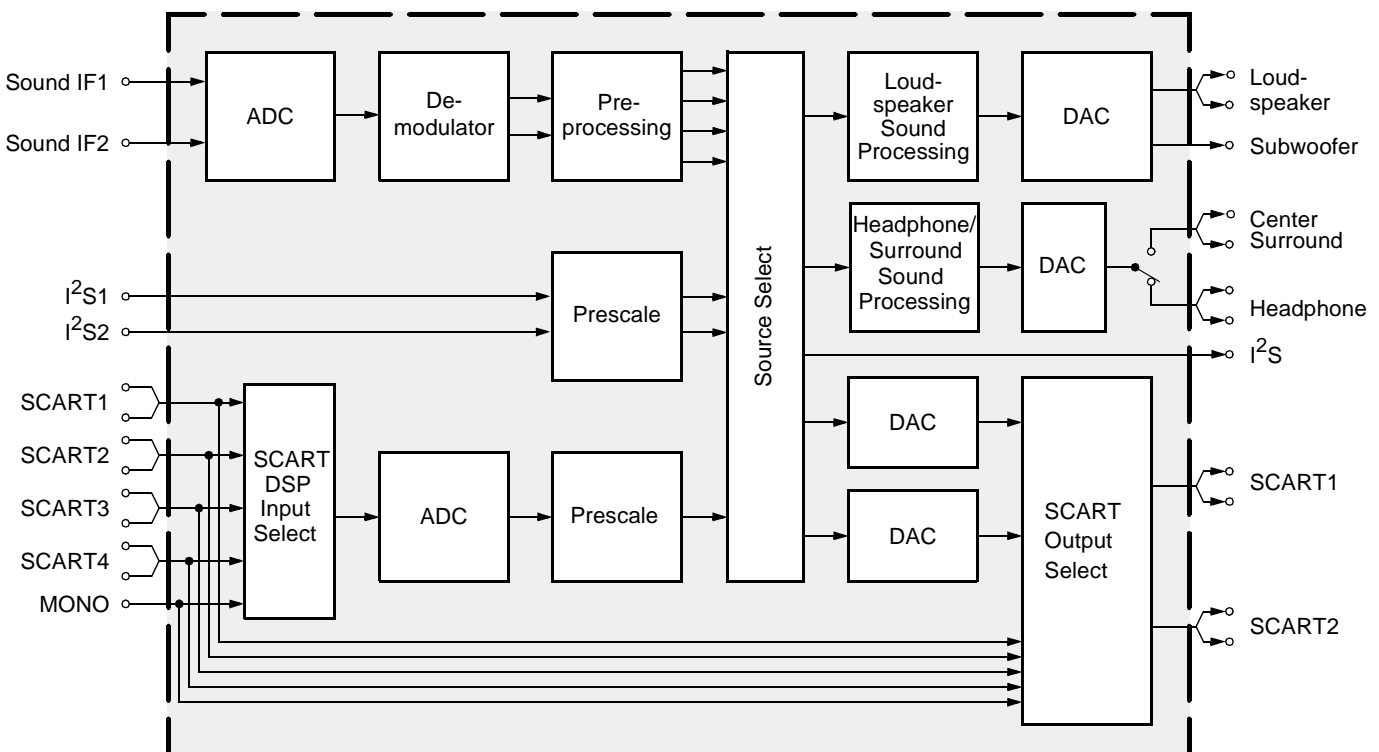 Sound IF1
Sound IF2
ADC
De-
modulator
Pre-
processing
Loud-
speaker
Sound
Processing
DAC
Loud-
speaker
Subwoofer
Headphone/
Surround
Sound
Processing
DAC
Center
Surround
Headphone
I²S1
I²S2
Prescale
Source Select
I²S
SCART1
SCART2
SCART3
SCART4
MONO
SCART
DSP
Input
Select
ADC
Prescale
DAC
DAC
SCART
Output
Select
SCART1
SCART2